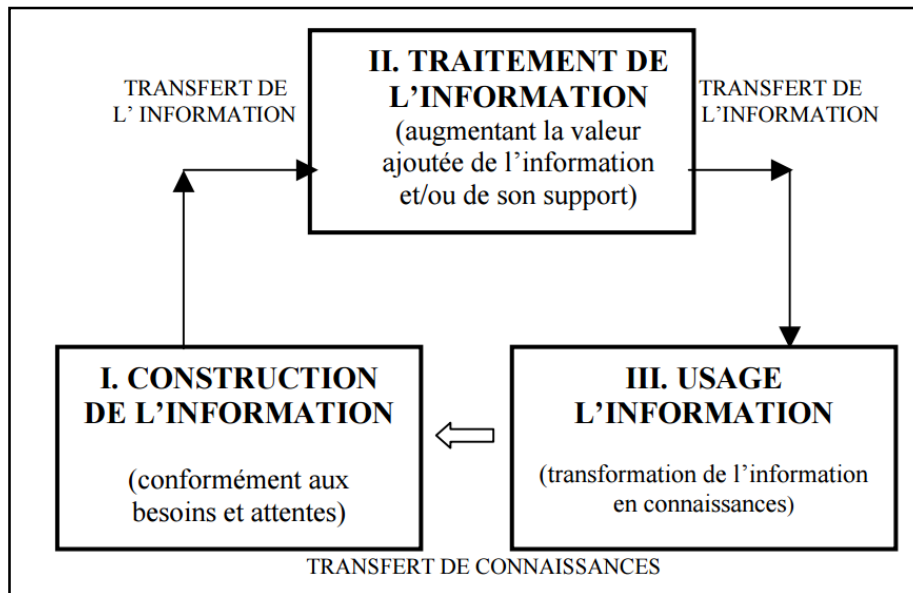 II. TRAITEMENT DE
L’INFORMATION
(augmentant la valeur
ajoutée de l’information
et/ou de son support)
TRANSFERT DE
L’ INFORMATION
TRANSFERT DE
L’INFORMATION
I. CONSTRUCTION
DE L’INFORMATION
(conformément aux
besoins et attentes)
III. USAGE
L’INFORMATION
(transformation de l’information
en connaissances)
TRANSFERT DE CONNAISSANCES